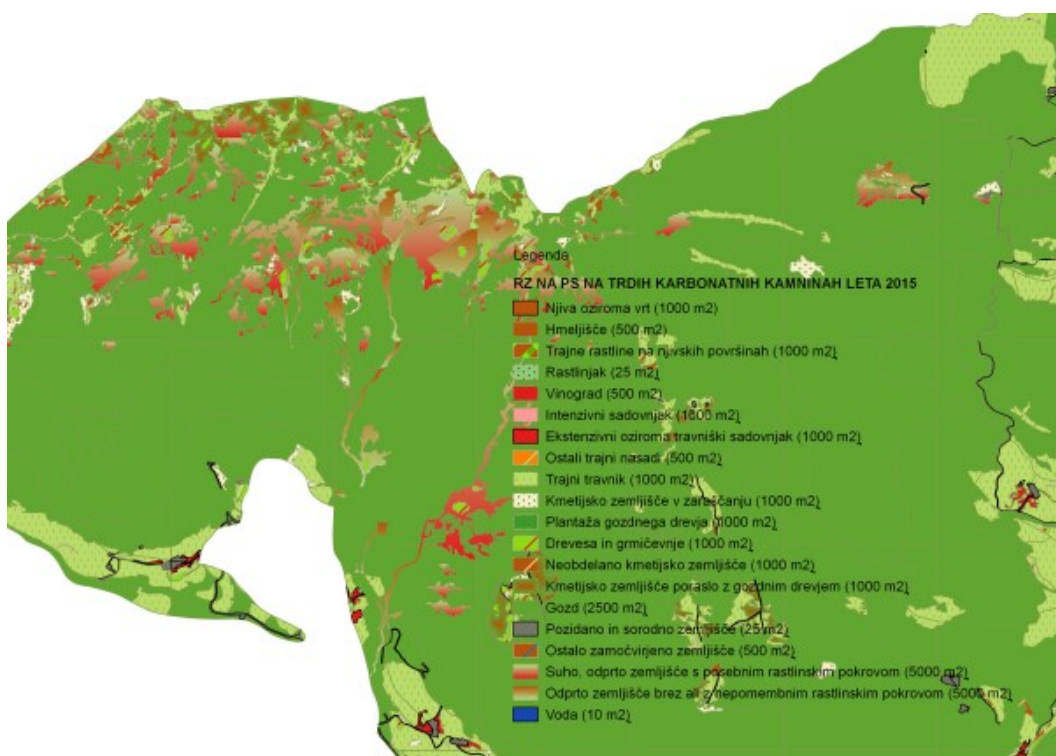 Legenda
RZ NA PS NA TRDIH KARBONATNIH KAMNINAH LETA 2015
Njiva oziroma vrt (1000 m2)
Hmeljišče (500 m2)
Trajne rastline na njivskih površinah (1000 m2)
Rastlinjak (25 m2)
Vinograd (500 m2)
Intenzivni sadovnjak (1000 m2)
Ekstenzivni oziroma travniški sadovnjak (1000 m2)
Ostali trajni nasadi (500 m2)
Trajni travnik (1000 m2)
Kmetijsko zemljišče v zaraščanju (1000 m2)
Plantaža gozdnega drevja (1000 m2)
Drevesa in grmičevnje (1000 m2)
Neobdelano kmetijsko zemljišče (1000 m2)
Kmetijsko zemljišče poraslo z gozdnim drevjem (1000 m2)
Gozd (2500 m2)
Pozidano in sorodno zemljišče (25 m2)
Ostalo zamočvirjeno zemljišče (500 m2)
Suho, odprto zemljišče s posebnim rastlinskim pokrovom (5000 m2)
Odprto zemljišče brez ali z nepomembnim rastlinskim pokrovom (5000 m2)
Voda (10 m2)